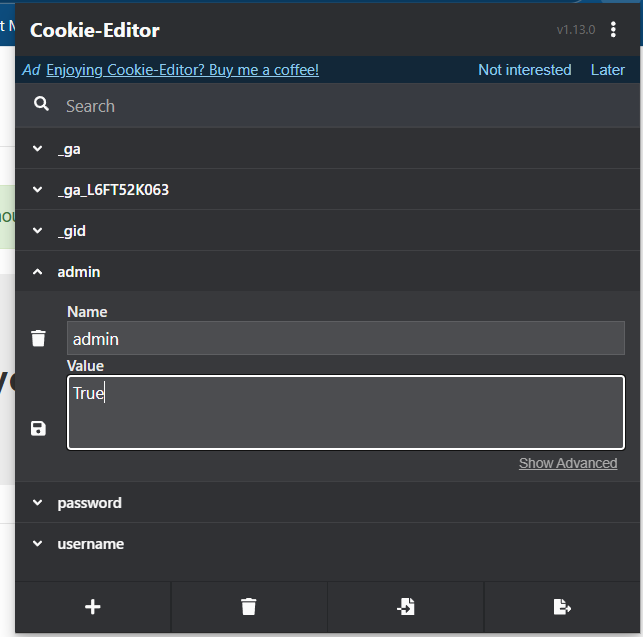 t M
Cookie-Editor
v1.13.0
Ad Enjoying Cookie-Editor? Buy me a coffee!
Not interested
Later
Search
_ga
_ga_L6FT52K063
_gid
admin
Name
admin
Value
True
Show Advanced
password
username